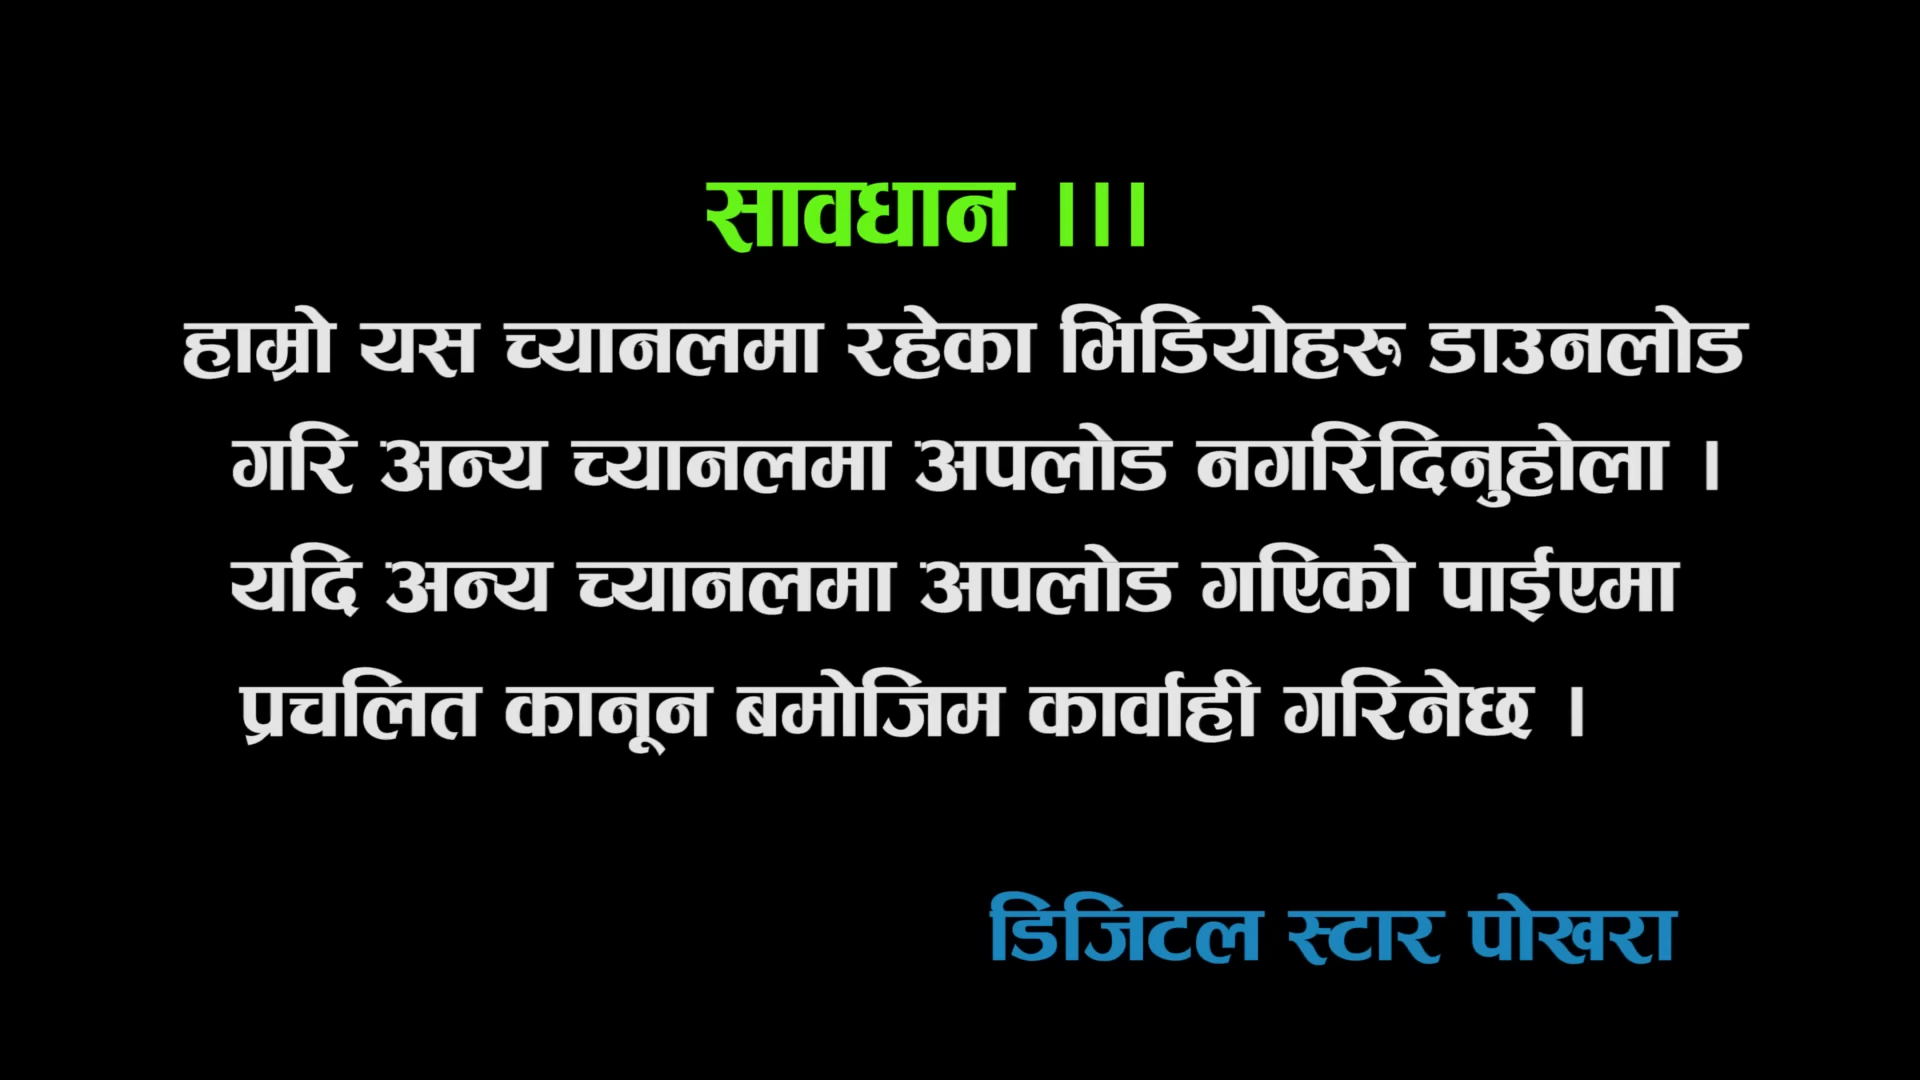 सावधान ।।।
हाम्रो यस च्यानलमा रहेका भिडियोहरु डाउनलोड
गरि अन्य च्यानलमा अपलोड नगरिदिनुहोला ।
यदि अन्य च्यानलमा अपलोड गएिको पाईएमा
प्रचलित कानून बमोजिम कार्वाही गरिनेछ ।
डिजिटल स्टार पोखरा